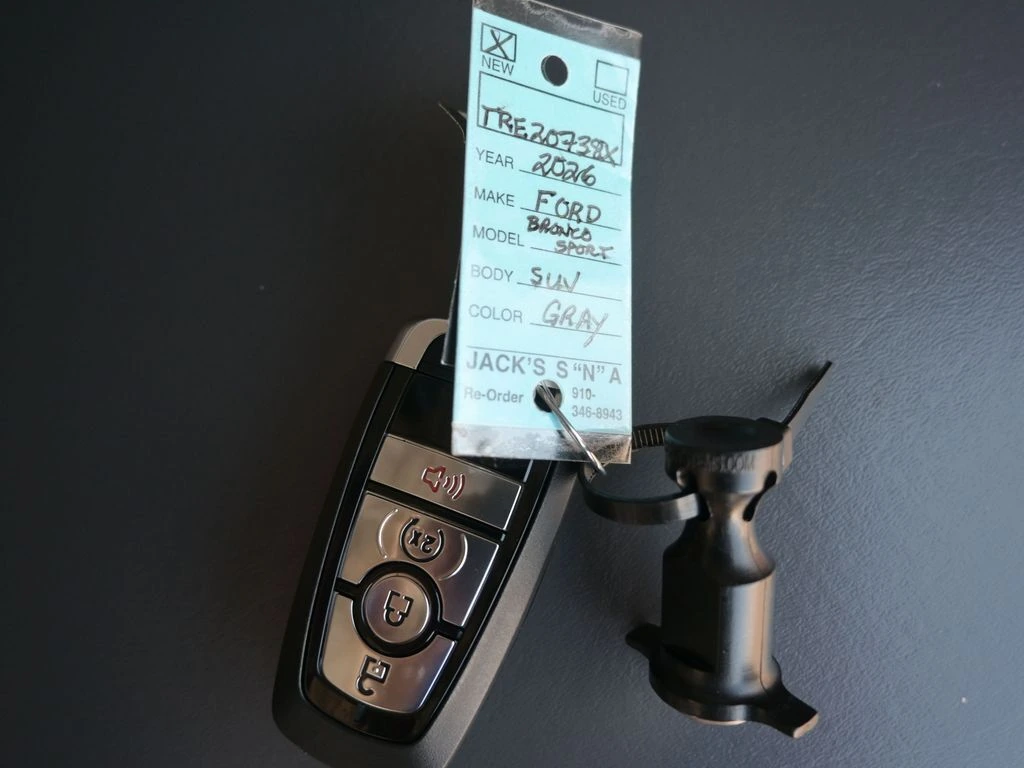 X
NEW
USED
TRE20738X
YEAR 2026
MAKE FORD
MODEL BRONCO SPORT
BODY SUV
COLOR GRAY
JACK'S S "N" A
Re-Order 910-
346-8943
2x